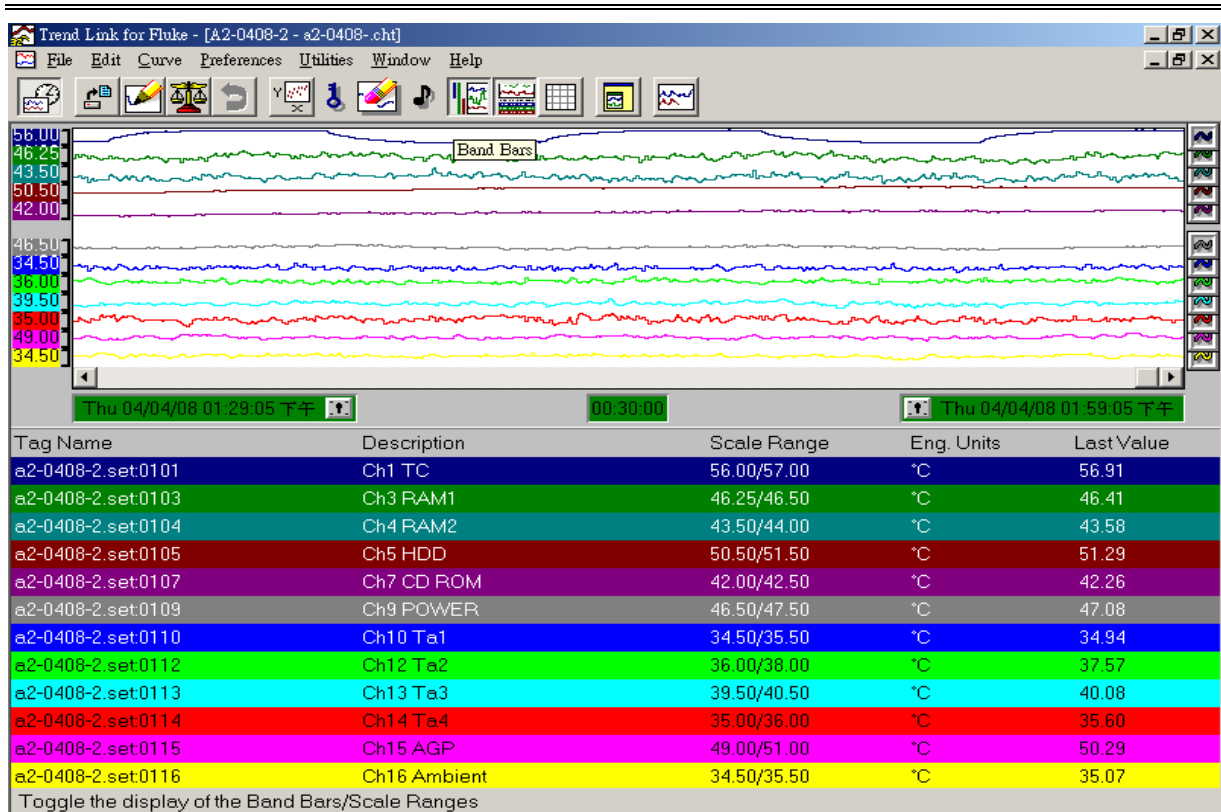 Trend Link for Fluke - [A2-0408-2 - a2-0408-.cht]
File Edit Curve Preferences Utilities Window Help
56.00
46.25
43.50
50.50
42.00
46.50
34.50
36.00
39.50
35.00
49.00
34.50
Band Bars
Thu 04/04/08 01:29:05 下午 00:30:00 Thu 04/04/08 01:59:05 下午
Tag Name Description Scale Range Eng. Units Last Value
a2-0408-2.set:0101 Ch1 TC 56.00/57.00 °C 56.91
a2-0408-2.set:0103 Ch3 RAM1 46.25/46.50 °C 46.41
a2-0408-2.set:0104 Ch4 RAM2 43.50/44.00 °C 43.58
a2-0408-2.set:0105 Ch5 HDD 50.50/51.50 °C 51.29
a2-0408-2.set:0107 Ch7 CD ROM 42.00/42.50 °C 42.26
a2-0408-2.set:0109 Ch9 POWER 46.50/47.50 °C 47.08
a2-0408-2.set:0110 Ch10 Ta1 34.50/35.50 °C 34.94
a2-0408-2.set:0112 Ch12 Ta2 36.00/38.00 °C 37.57
a2-0408-2.set:0113 Ch13 Ta3 39.50/40.50 °C 40.08
a2-0408-2.set:0114 Ch14 Ta4 35.00/36.00 °C 35.60
a2-0408-2.set:0115 Ch15 AGP 49.00/51.00 °C 50.29
a2-0408-2.set:0116 Ch16 Ambient 34.50/35.50 °C 35.07
Toggle the display of the Band Bars/Scale Ranges